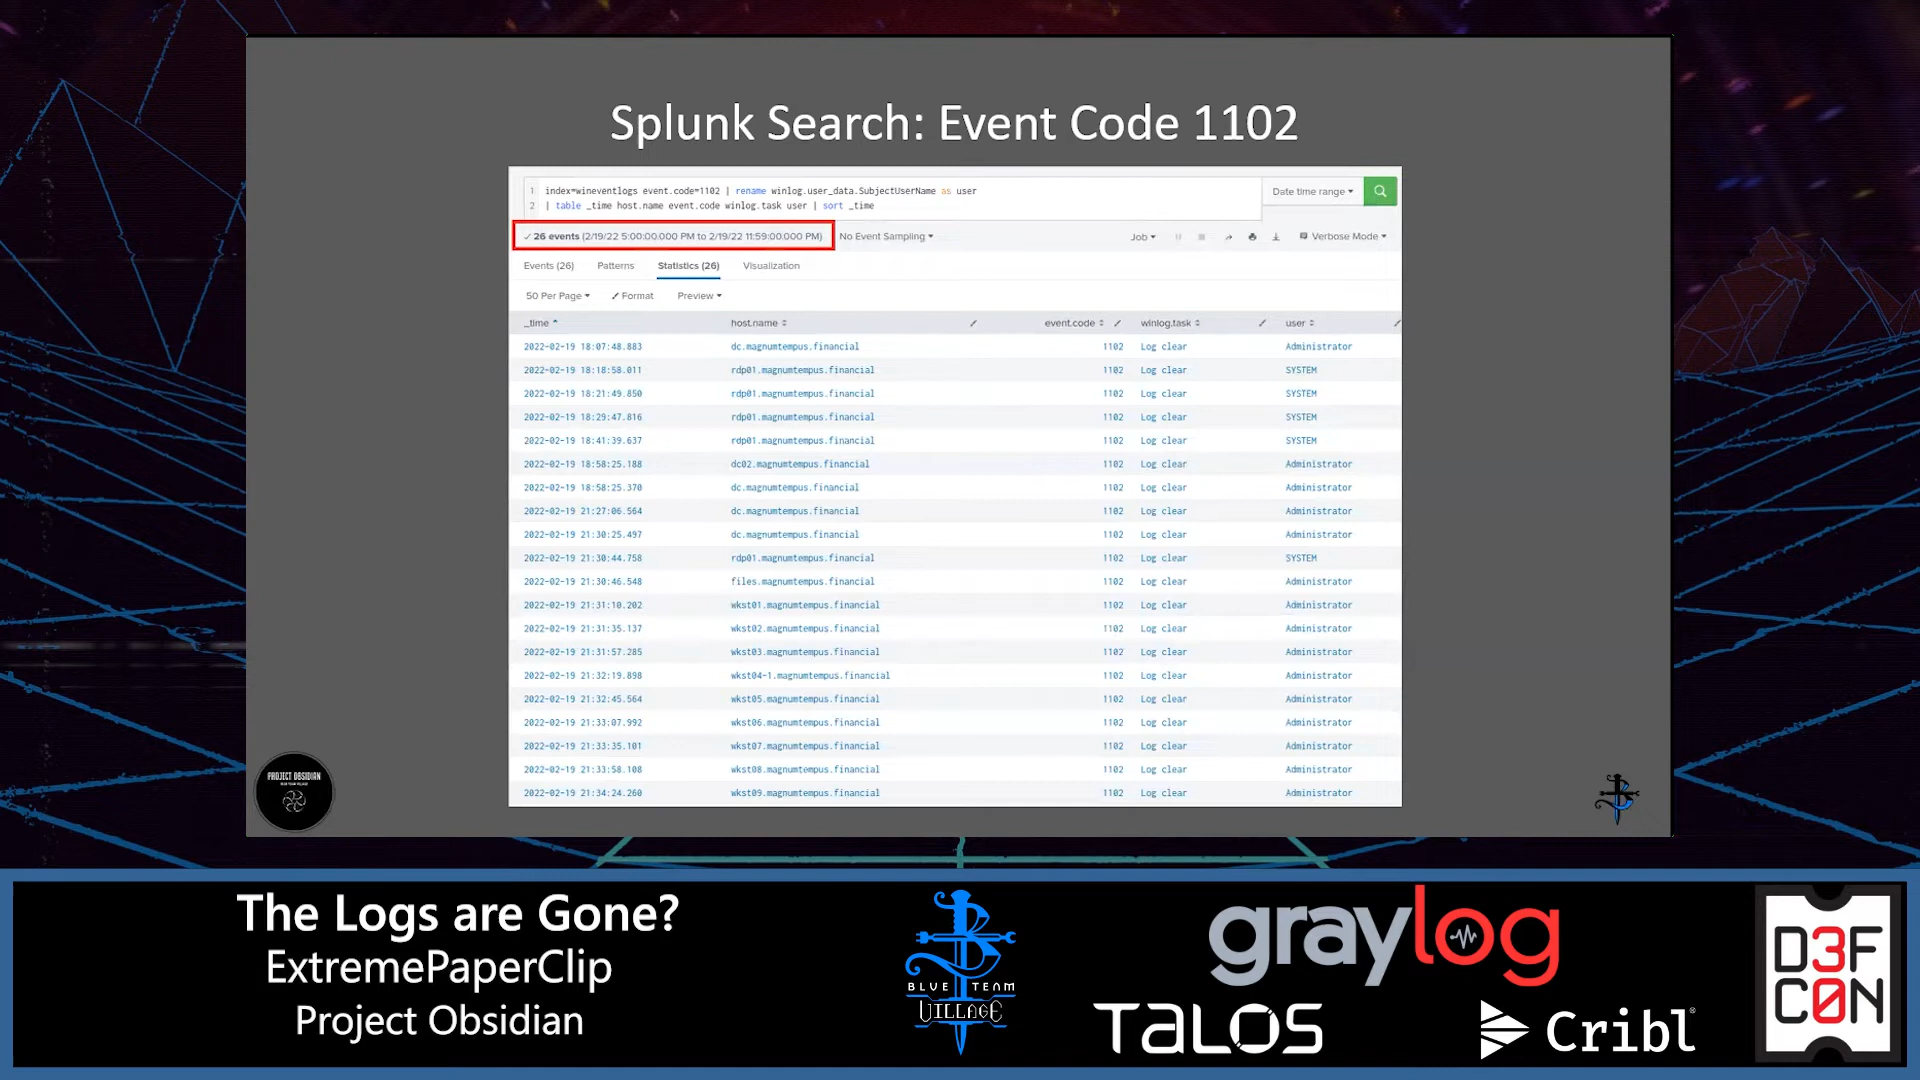 Splunk Search: Event Code 1102
1 index=wineventlogs event.code=1102 | rename winlog.user_data.SubjectUserName as user
2 | table _time host.name event.code winlog.task user | sort _time
Date time range
✓ 26 events (2/19/22 5:00:00.000 PM to 2/19/22 11:59:00.000 PM) No Event Sampling Job Verbose Mode
Events (26) Patterns Statistics (26) Visualization
50 Per Page Format Preview
_time host.name event.code winlog.task user
2022-02-19 18:07:48.883 dc.magnumtempus.financial 1102 Log clear Administrator
2022-02-19 18:18:58.011 rdp01.magnumtempus.financial 1102 Log clear SYSTEM
2022-02-19 18:21:49.850 rdp01.magnumtempus.financial 1102 Log clear SYSTEM
2022-02-19 18:29:47.816 rdp01.magnumtempus.financial 1102 Log clear SYSTEM
2022-02-19 18:41:39.637 rdp01.magnumtempus.financial 1102 Log clear SYSTEM
2022-02-19 18:58:25.188 dc02.magnumtempus.financial 1102 Log clear Administrator
2022-02-19 18:58:25.370 dc.magnumtempus.financial 1102 Log clear Administrator
2022-02-19 21:27:06.564 dc.magnumtempus.financial 1102 Log clear Administrator
2022-02-19 21:30:25.497 dc.magnumtempus.financial 1102 Log clear Administrator
2022-02-19 21:30:44.758 rdp01.magnumtempus.financial 1102 Log clear SYSTEM
2022-02-19 21:30:46.548 files.magnumtempus.financial 1102 Log clear Administrator
2022-02-19 21:31:10.202 wkst01.magnumtempus.financial 1102 Log clear Administrator
2022-02-19 21:31:35.137 wkst02.magnumtempus.financial 1102 Log clear Administrator
2022-02-19 21:31:57.285 wkst03.magnumtempus.financial 1102 Log clear Administrator
2022-02-19 21:32:19.898 wkst04-1.magnumtempus.financial 1102 Log clear Administrator
2022-02-19 21:32:45.564 wkst05.magnumtempus.financial 1102 Log clear Administrator
2022-02-19 21:33:07.992 wkst06.magnumtempus.financial 1102 Log clear Administrator
2022-02-19 21:33:35.101 wkst07.magnumtempus.financial 1102 Log clear Administrator
2022-02-19 21:33:58.108 wkst08.magnumtempus.financial 1102 Log clear Administrator
2022-02-19 21:34:24.260 wkst09.magnumtempus.financial 1102 Log clear Administrator
PROJECT OBSIDIAN
The Logs are Gone?
ExtremePaperClip
Project Obsidian
BLUE TEAM
VILLAGE
graylog
TALOS
Cribl
D3F
C0N